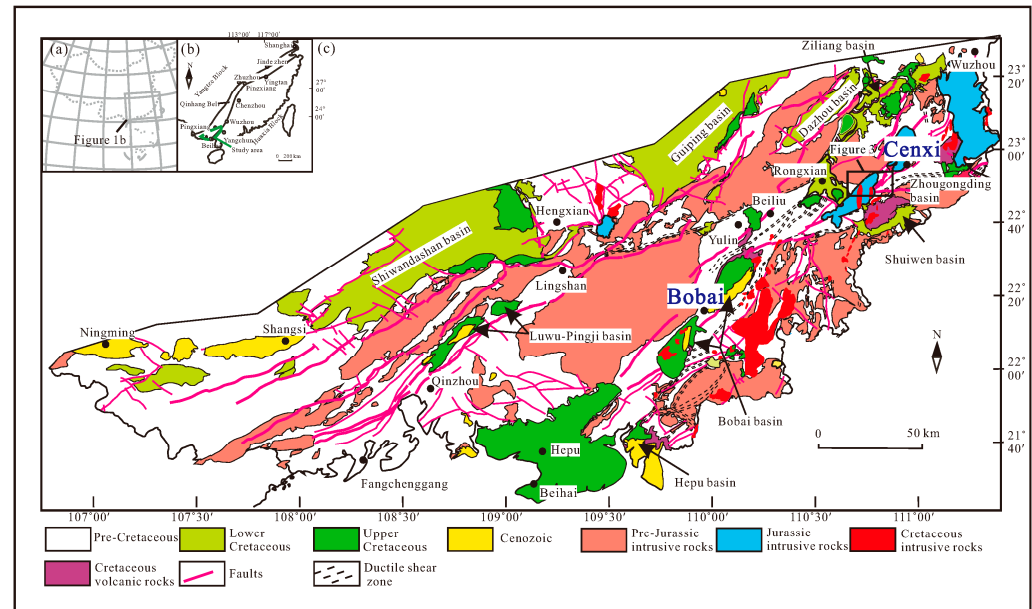 (a)
Figure 1b
(b)
113°00′ 117°00′
Shanghai
Jiade zhen
Yangtze Block
Zhuzhou
Yingtan
Pingxiang
27°
00′
Qinhang Bel
Chenzhou
24°
00′
Wuzhou
Pingxiang
Yangchun
Beihai
Study area
N
0 200km
(c)
Ziliang basin
Wuzhou
23°
20′
Dazhou basin
Guiping basin
Figure 3
Cenxi
23°
00′
Rongxian
Zhougongding
basin
Beiliu
Hengxian
22°
40′
Yulin
Shiwandashan basin
Shuiwen basin
Lingshan
Bobai
22°
20′
Ningming
Shangsi
Luwu-Pingji basin
N
22°
00′
Qinzhou
Bobai basin
0 50 km
21°
40′
Hepu
Fangchenggang
Hepu basin
Beihai
107°00′ 107°30′ 108°00′ 108°30′ 109°00′ 109°30′ 110°00′ 110°30′ 111°00′
Pre-Cretaceous
Lower
Cretaceous
Upper
Cretaceous
Cenozoic
Pre-Jurassic
intrusive rocks
Jurassic
intrusive rocks
Cretaceous
intrusive rocks
Cretaceous
volcanic rocks
Faults
Ductile shear
zone